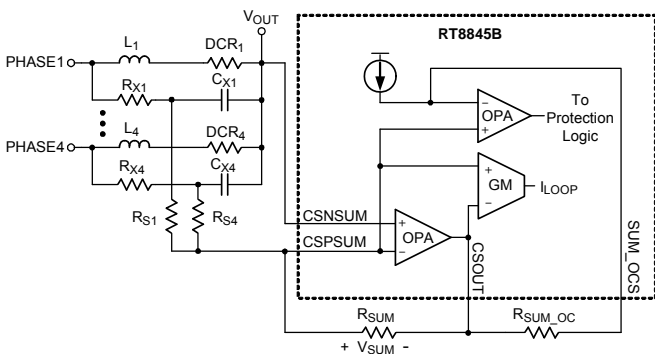 VOUT
RT8845B
L1
DCR1
PHASE1
RX1
CX1
L4
DCR4
PHASE4
RX4
CX4
RS1
RS4
−
OPA
+
To
Protection
Logic
+
GM
−
ILOOP
CSNSUM
CSPSUM
+
OPA
−
CSOUT
SUM_OCS
RSUM
+ VSUM -
RSUM_OC